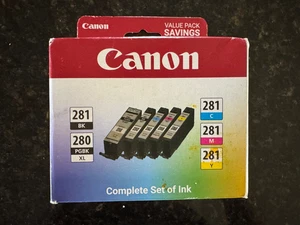 Canon
VALUE PACK
SAVINGS
Canon
281
BK
280
PGBK
XL
281
C
281
M
281
Y
Complete Set of Ink